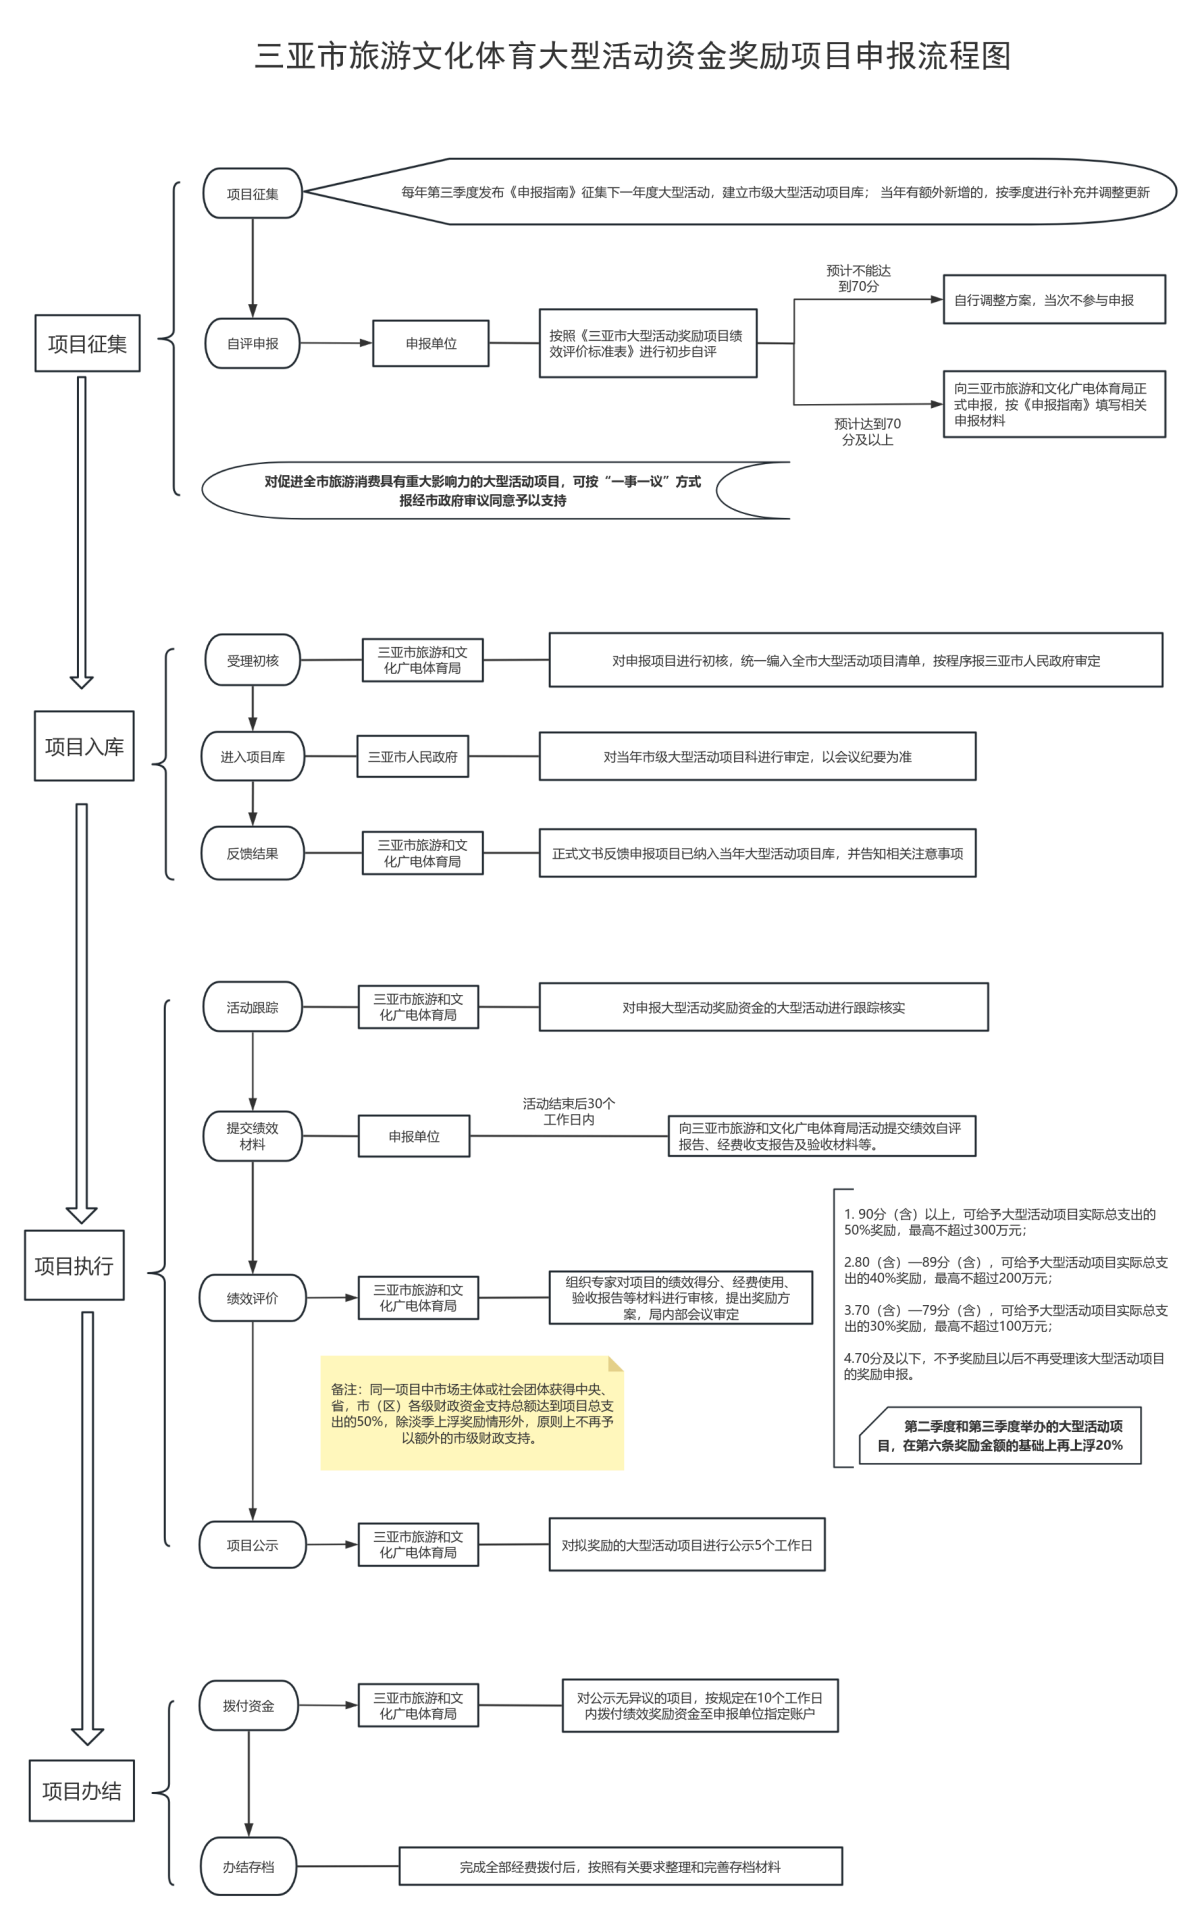 三亚市旅游文化体育大型活动资金奖励项目申报流程图
项目征集
项目征集
每年第三季度发布《申报指南》征集下一年度大型活动，建立市级大型活动项目库； 当年有额外新增的，按季度进行补充并调整更新
自评申报
申报单位
按照《三亚市大型活动奖励项目绩
效评价标准表》进行初步自评
预计不能达
到70分
自行调整方案，当次不参与申报
预计达到70
分及以上
向三亚市旅游和文化广电体育局正
式申报，按《申报指南》填写相关
申报材料
对促进全市旅游消费具有重大影响力的大型活动项目，可按“一事一议”方式
报经市政府审议同意予以支持
项目入库
受理初核
三亚市旅游和文
化广电体育局
对申报项目进行初核，统一编入全市大型活动项目清单，按程序报三亚市人民政府审定
进入项目库
三亚市人民政府
对当年市级大型活动项目科进行审定，以会议纪要为准
反馈结果
三亚市旅游和文
化广电体育局
正式文书反馈申报项目已纳入当年大型活动项目库，并告知相关注意事项
项目执行
活动跟踪
三亚市旅游和文
化广电体育局
对申报大型活动奖励资金的大型活动进行跟踪核实
提交绩效
材料
申报单位
活动结束后30个
工作日内
向三亚市旅游和文化广电体育局活动提交绩效自评
报告、经费收支报告及验收材料等。
绩效评价
三亚市旅游和文
化广电体育局
组织专家对项目的绩效得分、经费使用、
验收报告等材料进行审核，提出奖励方
案，局内部会议审定
1. 90分（含）以上，可给予大型活动项目实际总支出的
50%奖励，最高不超过300万元；
2.80（含）—89分（含），可给予大型活动项目实际总支
出的40%奖励，最高不超过200万元；
3.70（含）—79分（含），可给予大型活动项目实际总支
出的30%奖励，最高不超过100万元；
4.70分及以下，不予奖励且以后不再受理该大型活动项目
的奖励申报。
第二季度和第三季度举办的大型活动项
目，在第六条奖励金额的基础上再上浮20%
备注：同一项目中市场主体或社会团体获得中央、
省，市（区）各级财政资金支持总额达到项目总支
出的50%，除淡季上浮奖励情形外，原则上不再予
以额外的市级财政支持。
项目公示
三亚市旅游和文
化广电体育局
对拟奖励的大型活动项目进行公示5个工作日
项目办结
拨付资金
三亚市旅游和文
化广电体育局
对公示无异议的项目，按规定在10个工作日
内拨付绩效奖励资金至申报单位指定账户
办结存档
完成全部经费拨付后，按照有关要求整理和完善存档材料